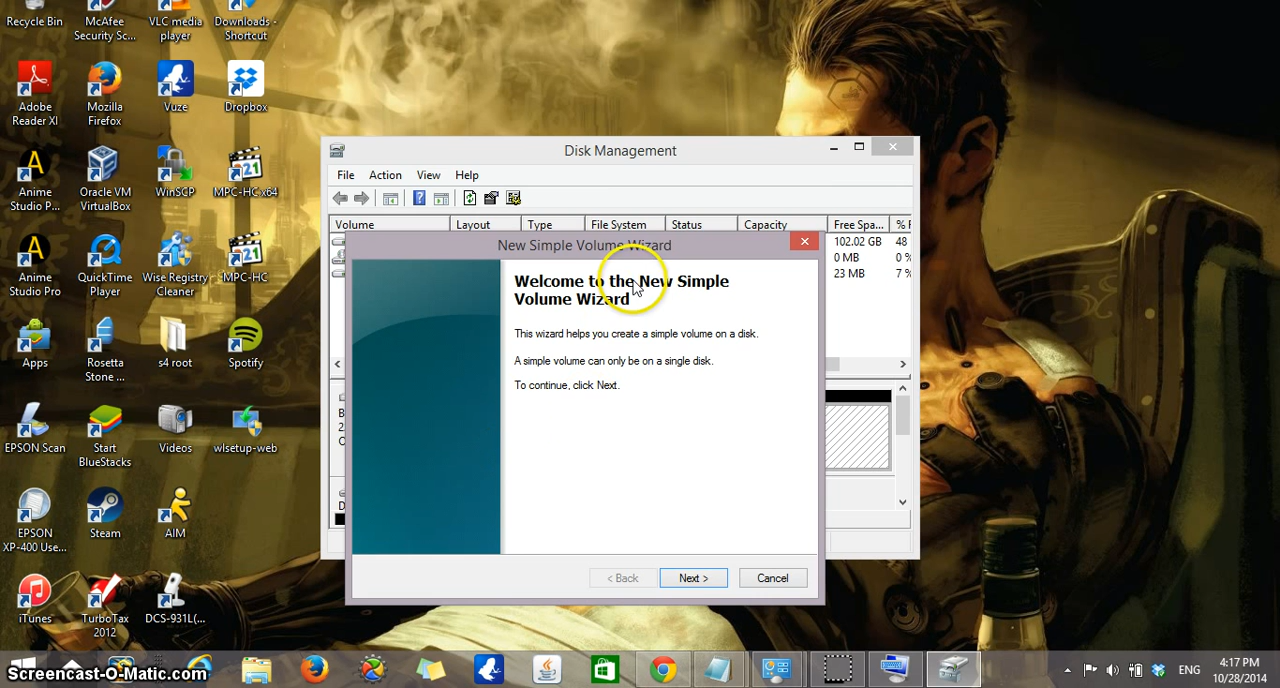 Recycle Bin
McAfee
Security Sc...
VLC media
player
Downloads -
Shortcut
Adobe
Reader XI
Mozilla
Firefox
Vuze
Dropbox
Anime
Studio P...
Oracle VM
VirtualBox
WinSCP
MPC-HC x64
Anime
Studio Pro
QuickTime
Player
Wise Registry
Cleaner
MPC-HC
Apps
Rosetta
Stone ...
s4 root
Spotify
EPSON Scan
Start
BlueStacks
Videos
wlsetup-web
EPSON
XP-400 Use...
Steam
AIM
iTunes
TurboTax
2012
DCS-931L(...
Disk Management
File Action View Help
Volume Layout Type File System Status Capacity Free Spa... % F
102.02 GB 48
0 MB 0 %
23 MB 7 %
New Simple Volume Wizard
Welcome to the New Simple
Volume Wizard
This wizard helps you create a simple volume on a disk.
A simple volume can only be on a single disk.
To continue, click Next.
< Back Next > Cancel
Screencast-O-Matic.com
ENG
4:17 PM
10/28/2014